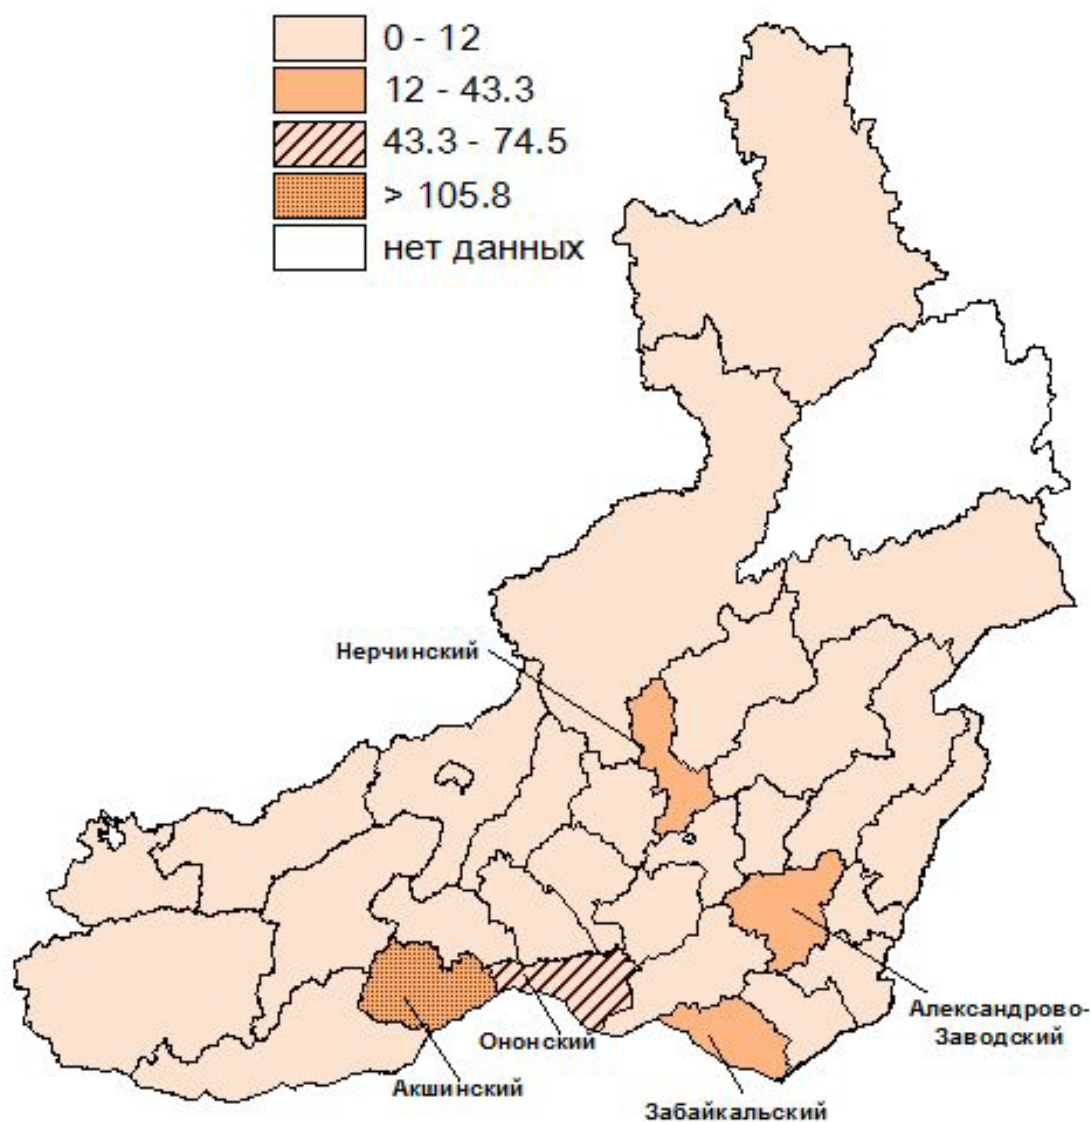 0 - 12
12 - 43.3
43.3 - 74.5
> 105.8
нет данных
Нерчинский
Александрово-
Заводский
Ононский
Акшинский
Забайкальский